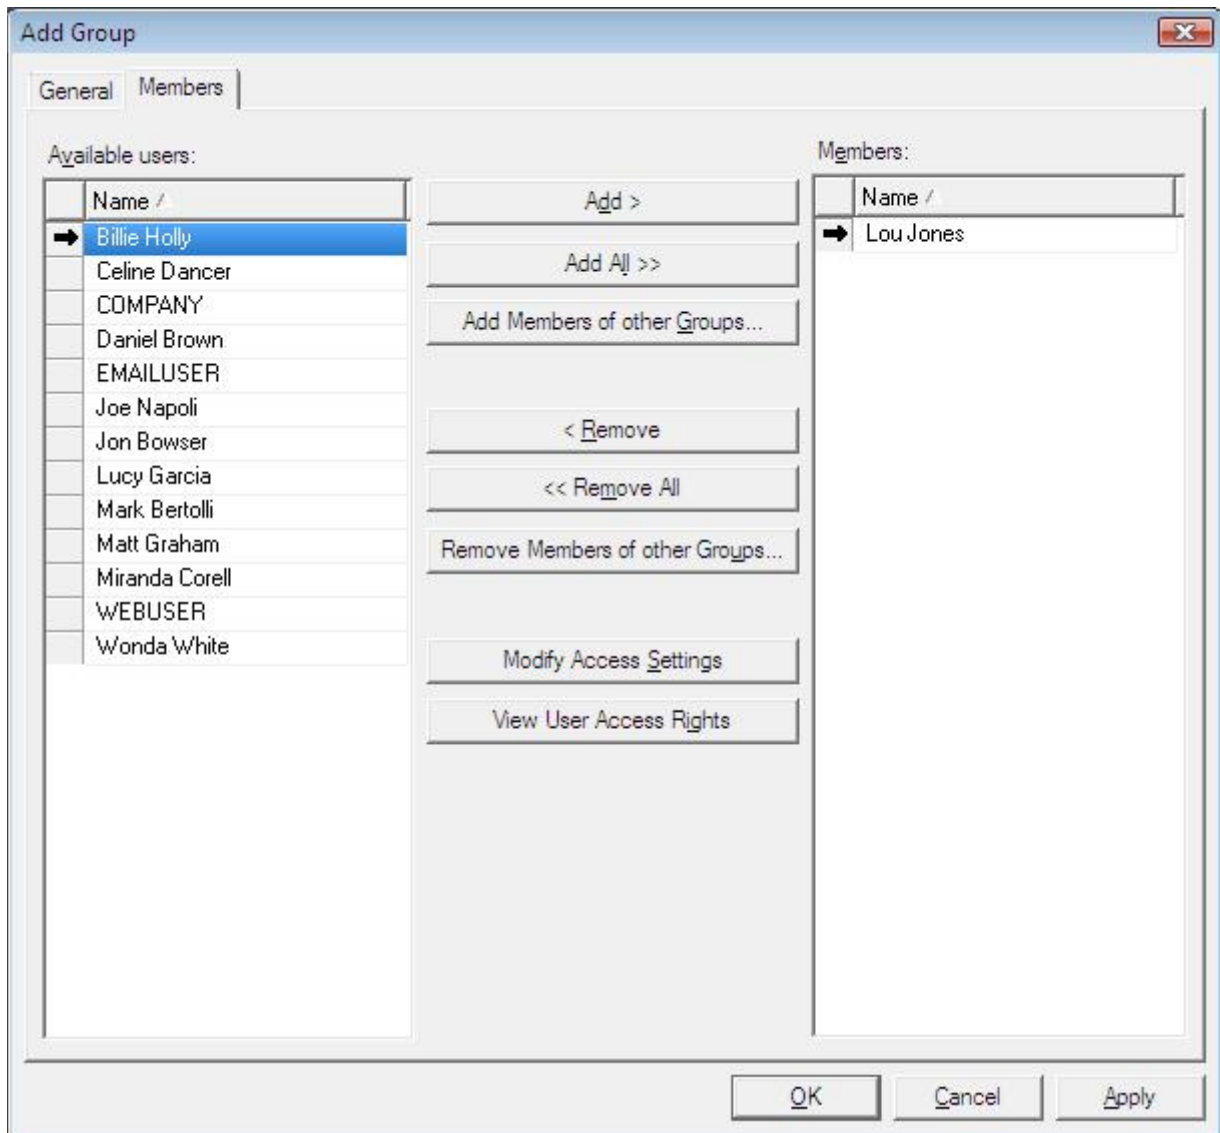 Add Group
General
Members
Available users:
Name
Billie Holly
Celine Dancer
COMPANY
Daniel Brown
EMAILUSER
Joe Napoli
Jon Bowser
Lucy Garcia
Mark Bertolli
Matt Graham
Miranda Corell
WEBUSER
Wonda White
Add >
Add All >>
Add Members of other Groups...
< Remove
<< Remove All
Remove Members of other Groups...
Modify Access Settings
View User Access Rights
Members:
Name
Lou Jones
OK
Cancel
Apply